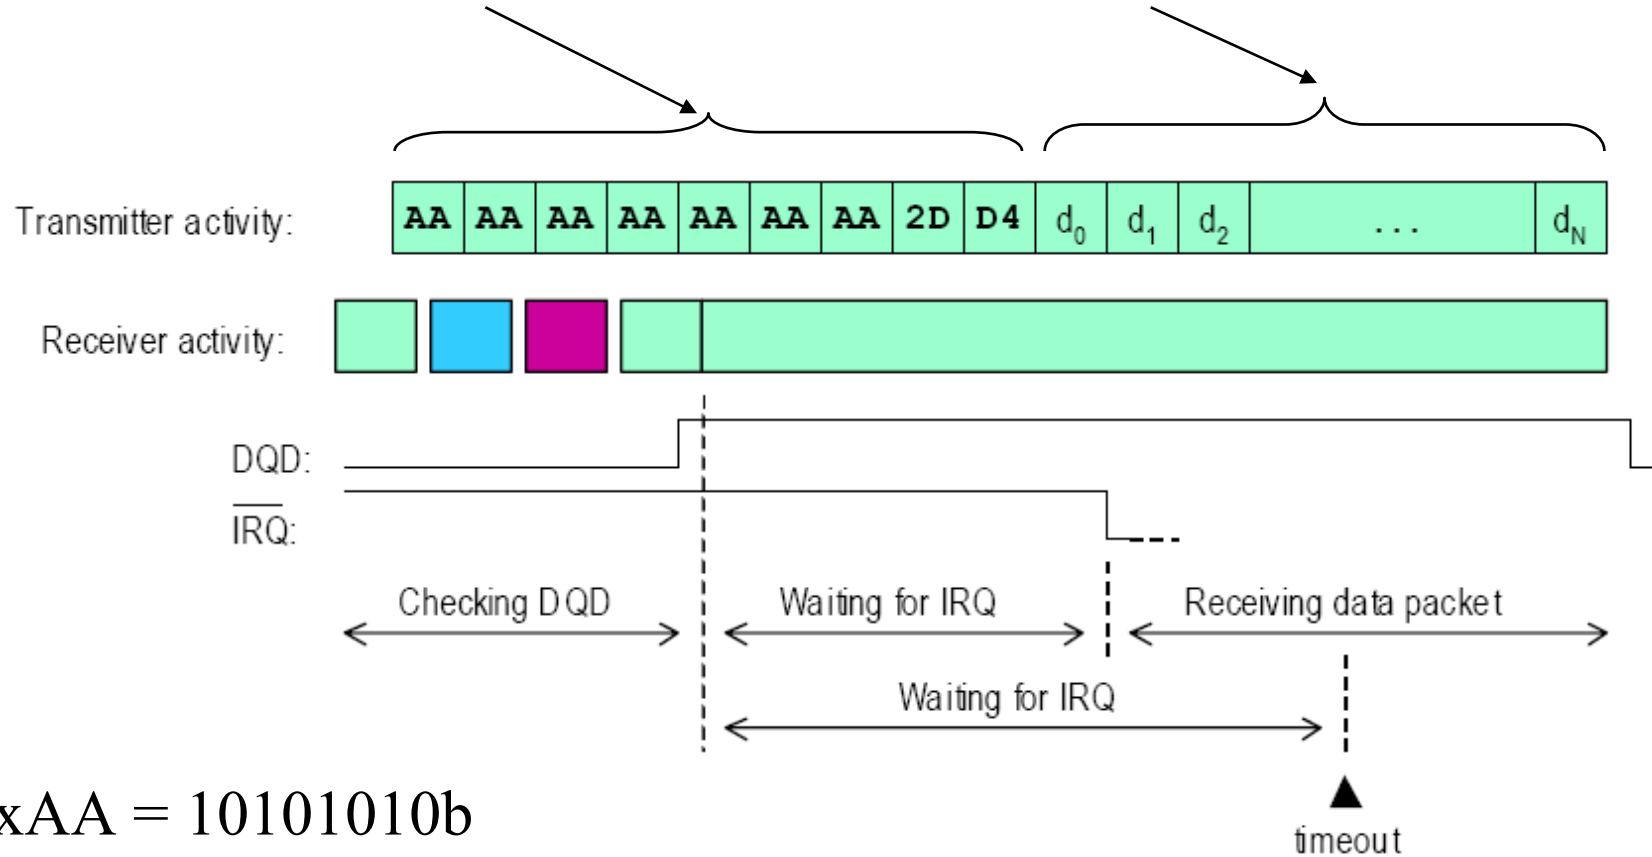 Transmitter activity: AA AA AA AA AA AA AA 2D D4 d0 d1 d2 ... dN
Receiver activity:
DQD:
IRQ:
Checking DQD Waiting for IRQ Receiving data packet
Waiting for IRQ
xAA = 10101010b
timeout